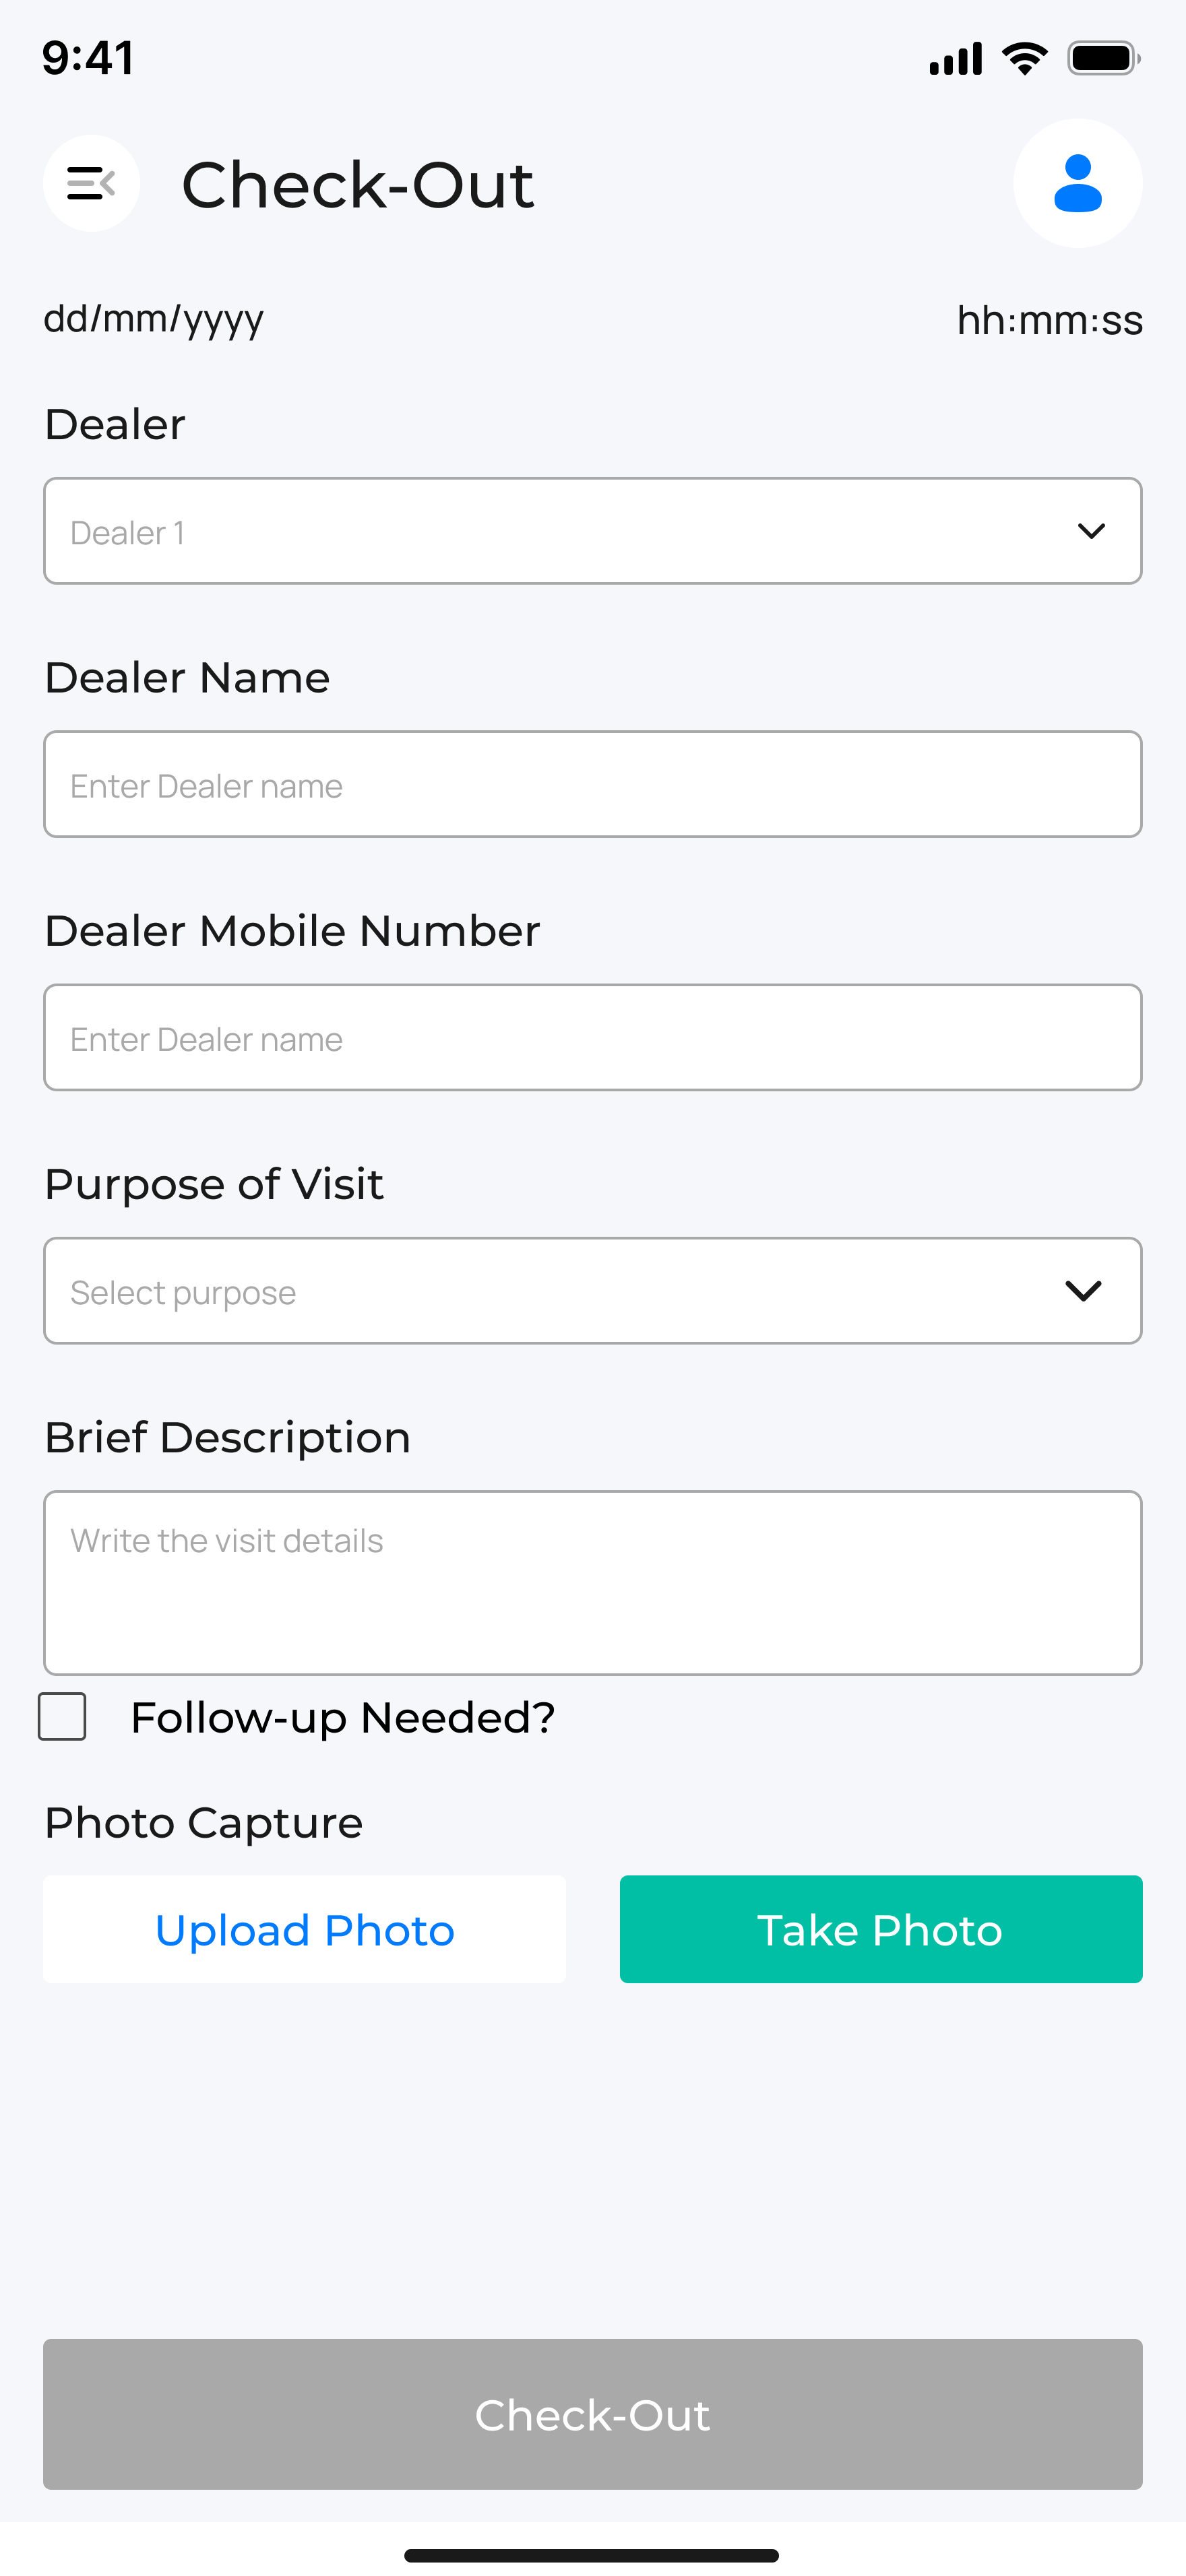 9:41
Check-Out
dd/mm/yyyy hh:mm:ss
Dealer
Dealer 1
Dealer Name
Enter Dealer name
Dealer Mobile Number
Enter Dealer name
Purpose of Visit
Select purpose
Brief Description
Write the visit details
Follow-up Needed?
Photo Capture
Upload Photo Take Photo
Check-Out